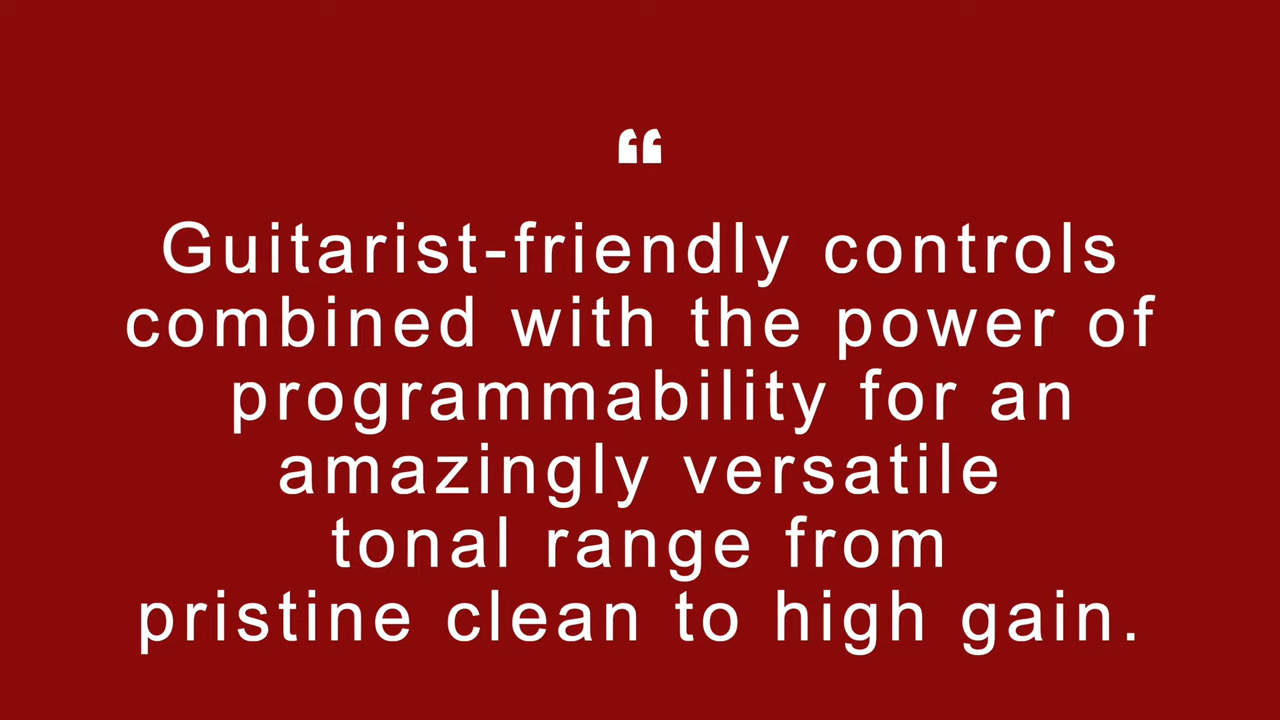 “
Guitarist-friendly controls
combined with the power of
programmability for an
amazingly versatile
tonal range from
pristine clean to high gain.